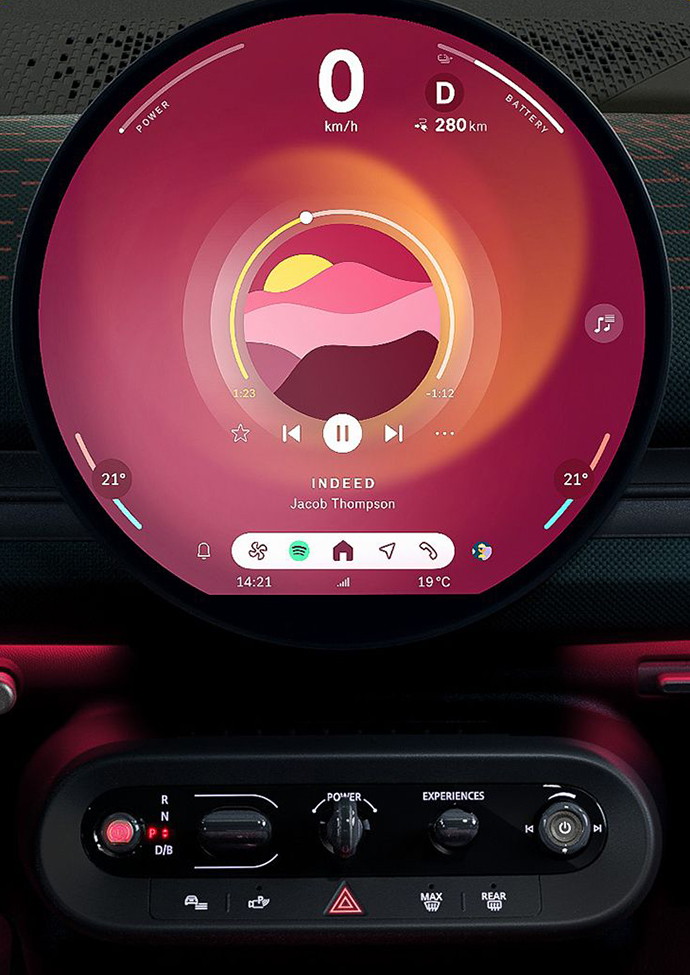 0
km/h
D
280 km
POWER
BATTERY
1:23
-1:12
21°
21°
INDEED
Jacob Thompson
14:21
19°C
R
N
P
D/B
POWER
EXPERIENCES
P
MAX
REAR